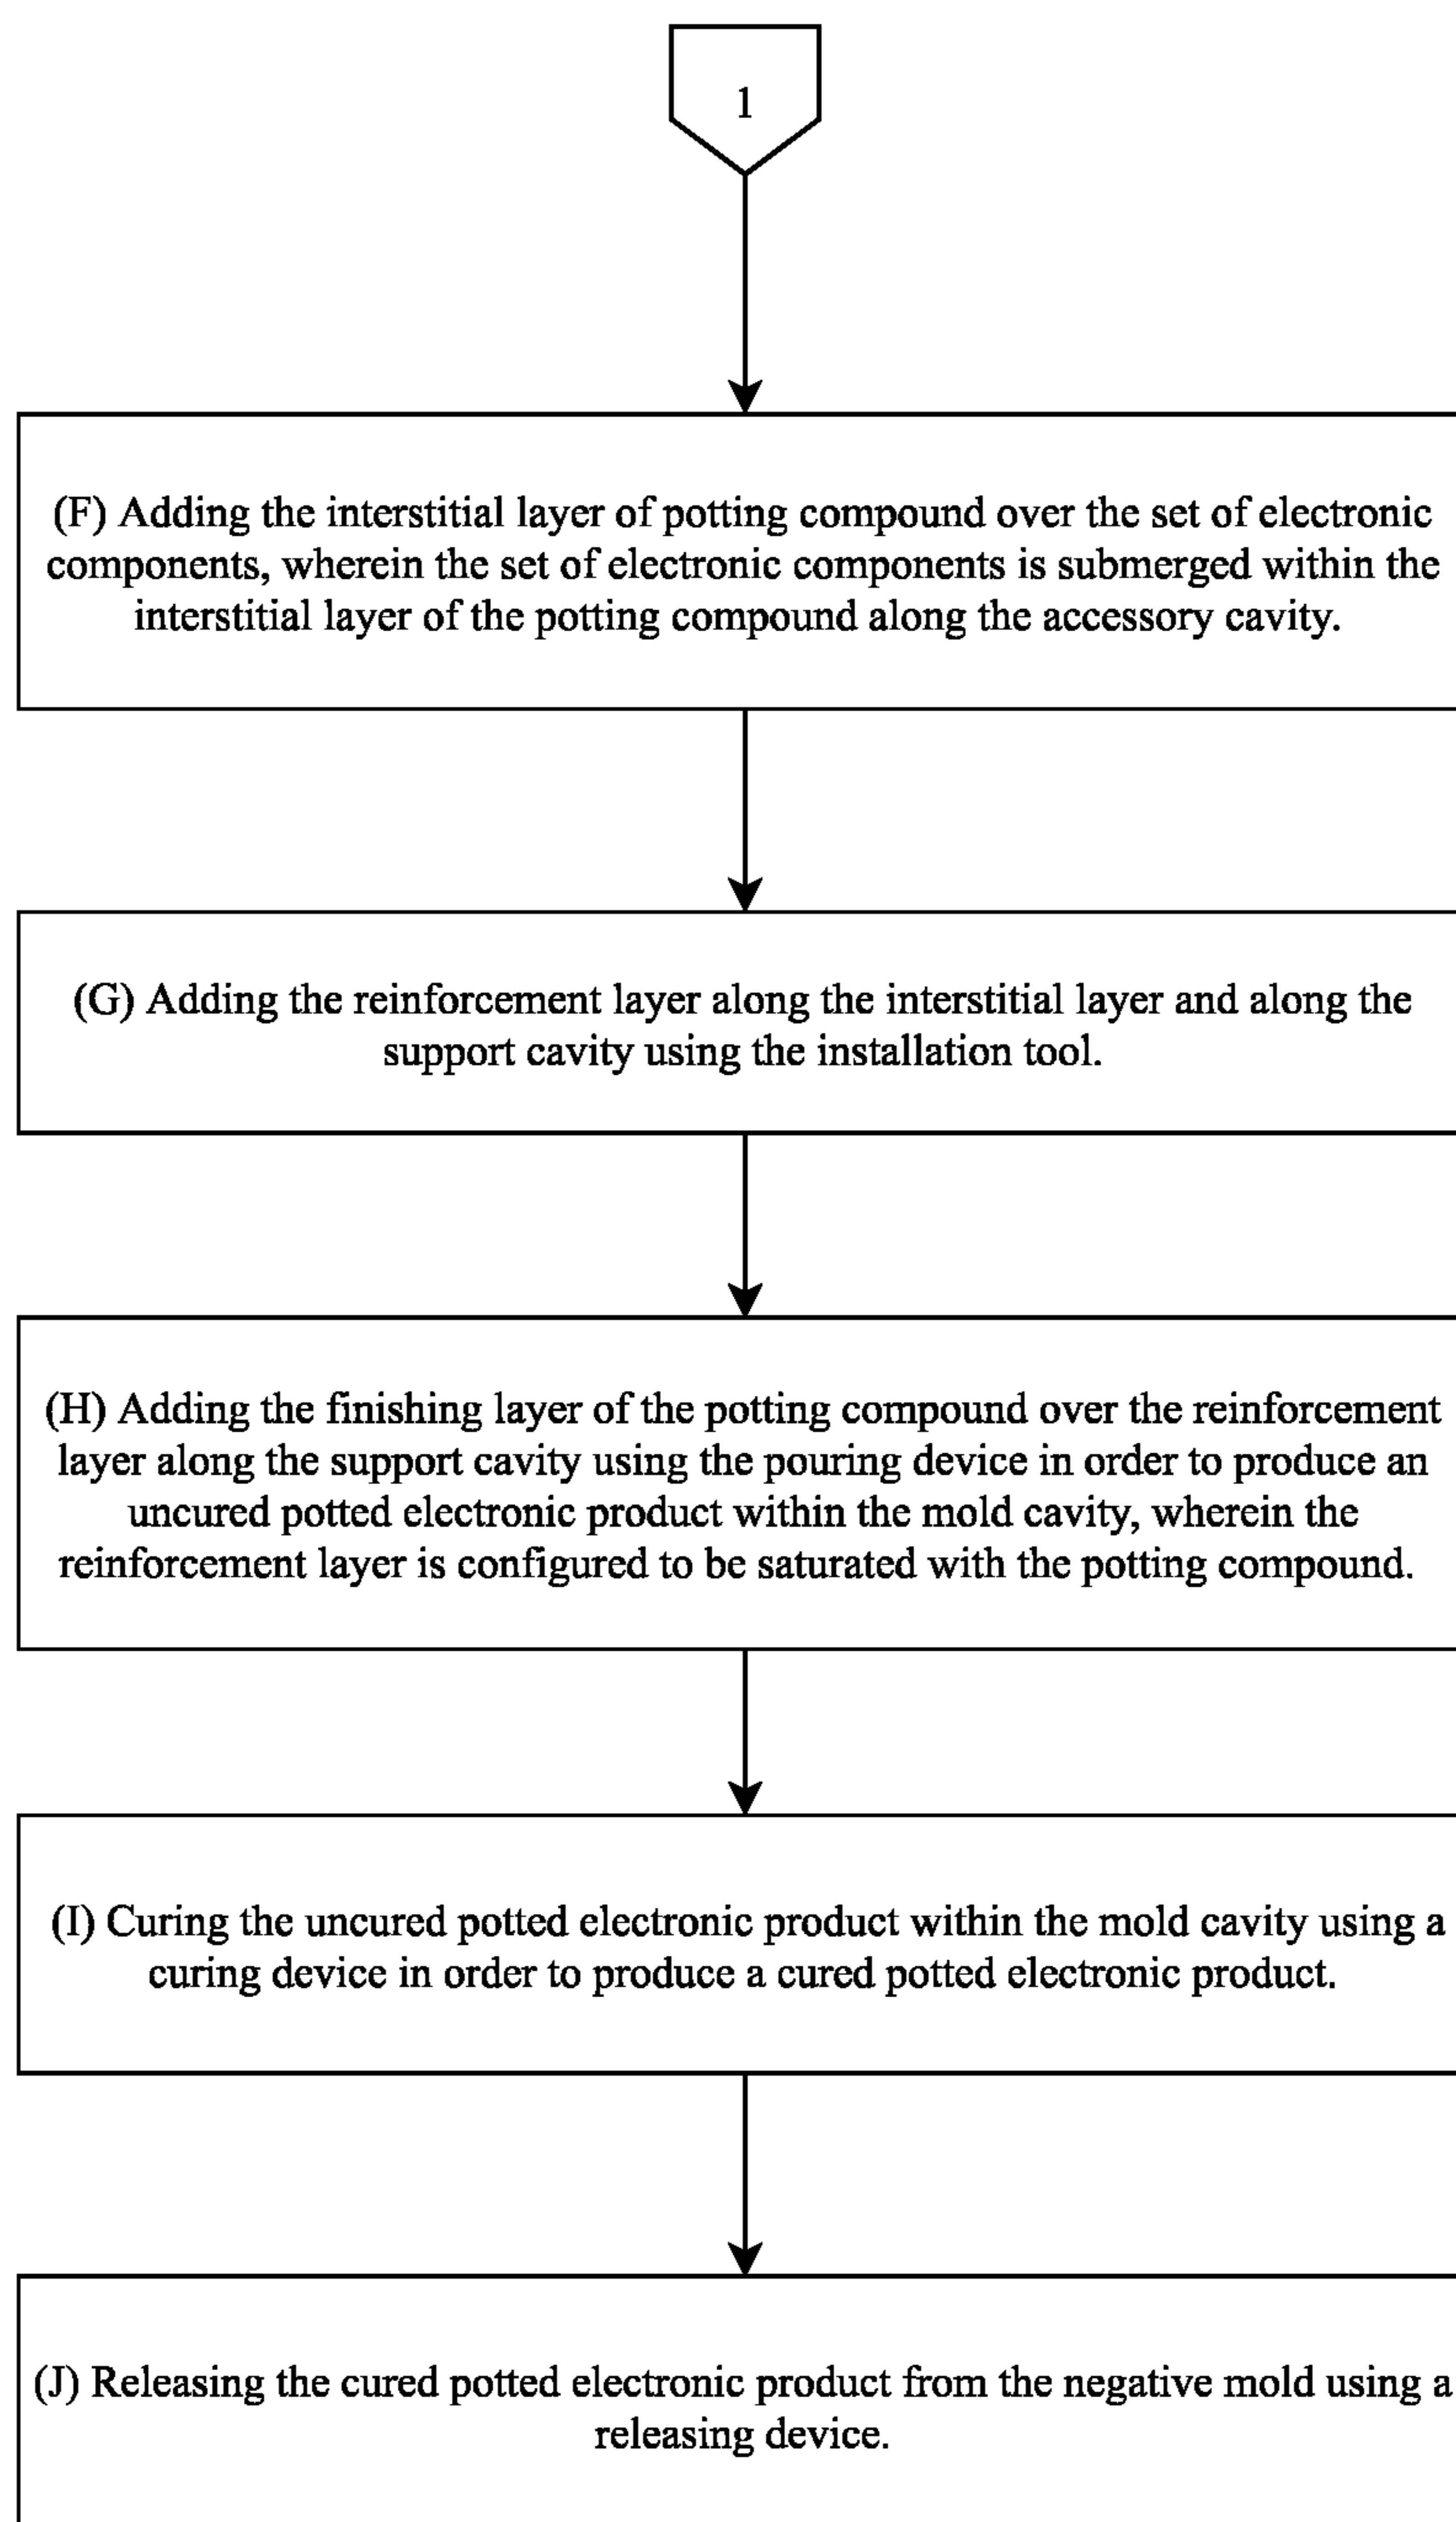 1
(F) Adding the interstitial layer of potting compound over the set of electronic
components, wherein the set of electronic components is submerged within the
interstitial layer of the potting compound along the accessory cavity.
(G) Adding the reinforcement layer along the interstitial layer and along the
support cavity using the installation tool.
(H) Adding the finishing layer of the potting compound over the reinforcement
layer along the support cavity using the pouring device in order to produce an
uncured potted electronic product within the mold cavity, wherein the
reinforcement layer is configured to be saturated with the potting compound.
(I) Curing the uncured potted electronic product within the mold cavity using a
curing device in order to produce a cured potted electronic product.
(J) Releasing the cured potted electronic product from the negative mold using a
releasing device.